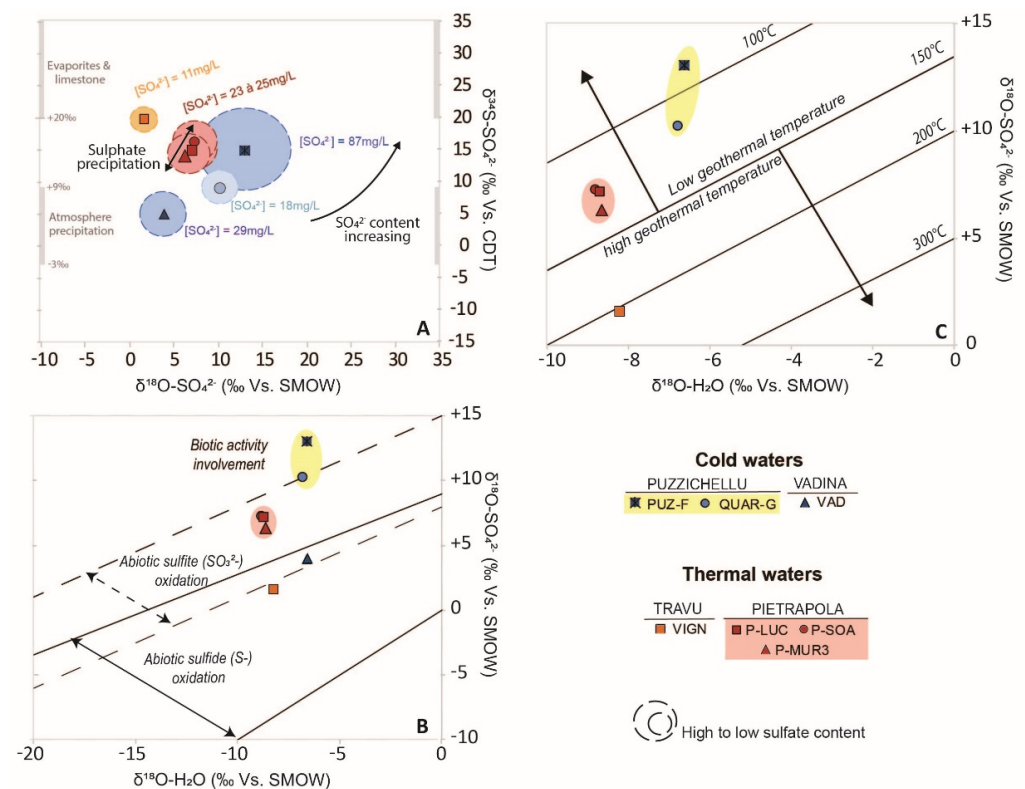 Evaporites &
limestone
+20‰
+9‰
Atmosphere
precipitation
-3‰
[SO₄²⁻] = 11mg/L
[SO₄²⁻] = 23 à 25mg/L
[SO₄²⁻] = 87mg/L
Sulphate
precipitation
[SO₄²⁻] = 18mg/L
[SO₄²⁻] = 29mg/L
SO₄²⁻ content
increasing
A
35
30
25
20
15
10
5
0
-5
-10
-15
δ³⁴S-SO₄²⁻ (‰ Vs. CDT)
-10 -5 0 5 10 15 20 25 30 35
δ¹⁸O-SO₄²⁻ (‰ Vs. SMOW)
100°C
150°C
200°C
300°C
Low geothermal temperature
high geothermal temperature
C
+15
+10
+5
0
δ¹⁸O-SO₄²⁻ (‰ Vs. SMOW)
-10 -8 -6 -4 -2 0
δ¹⁸O-H₂O (‰ Vs. SMOW)
Biotic activity
involvement
Abiotic sulfite (SO₃²-)
oxidation
Abiotic sulfide (S-)
oxidation
B
+15
+10
+5
0
-5
-10
δ¹⁸O-SO₄²⁻ (‰ Vs. SMOW)
-20 -15 -10 -5 0
δ¹⁸O-H₂O (‰ Vs. SMOW)
Cold waters
PUZZICHELLU VADINA
PUZ-F QUAR-G VAD
Thermal waters
TRAVU PIETRAPOLA
VIGN P-LUC P-SOA
P-MUR3
High to low sulfate content